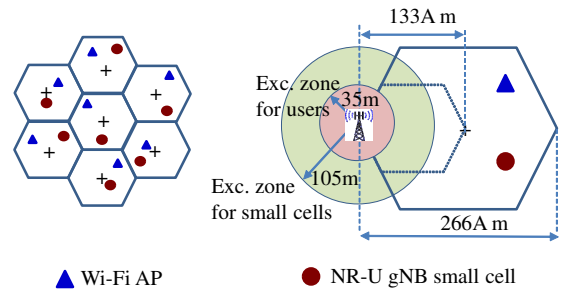 133A m
Exc. zone
for users
35m
105m
Exc. zone
for small cells
266A m
Wi-Fi AP
NR-U gNB small cell